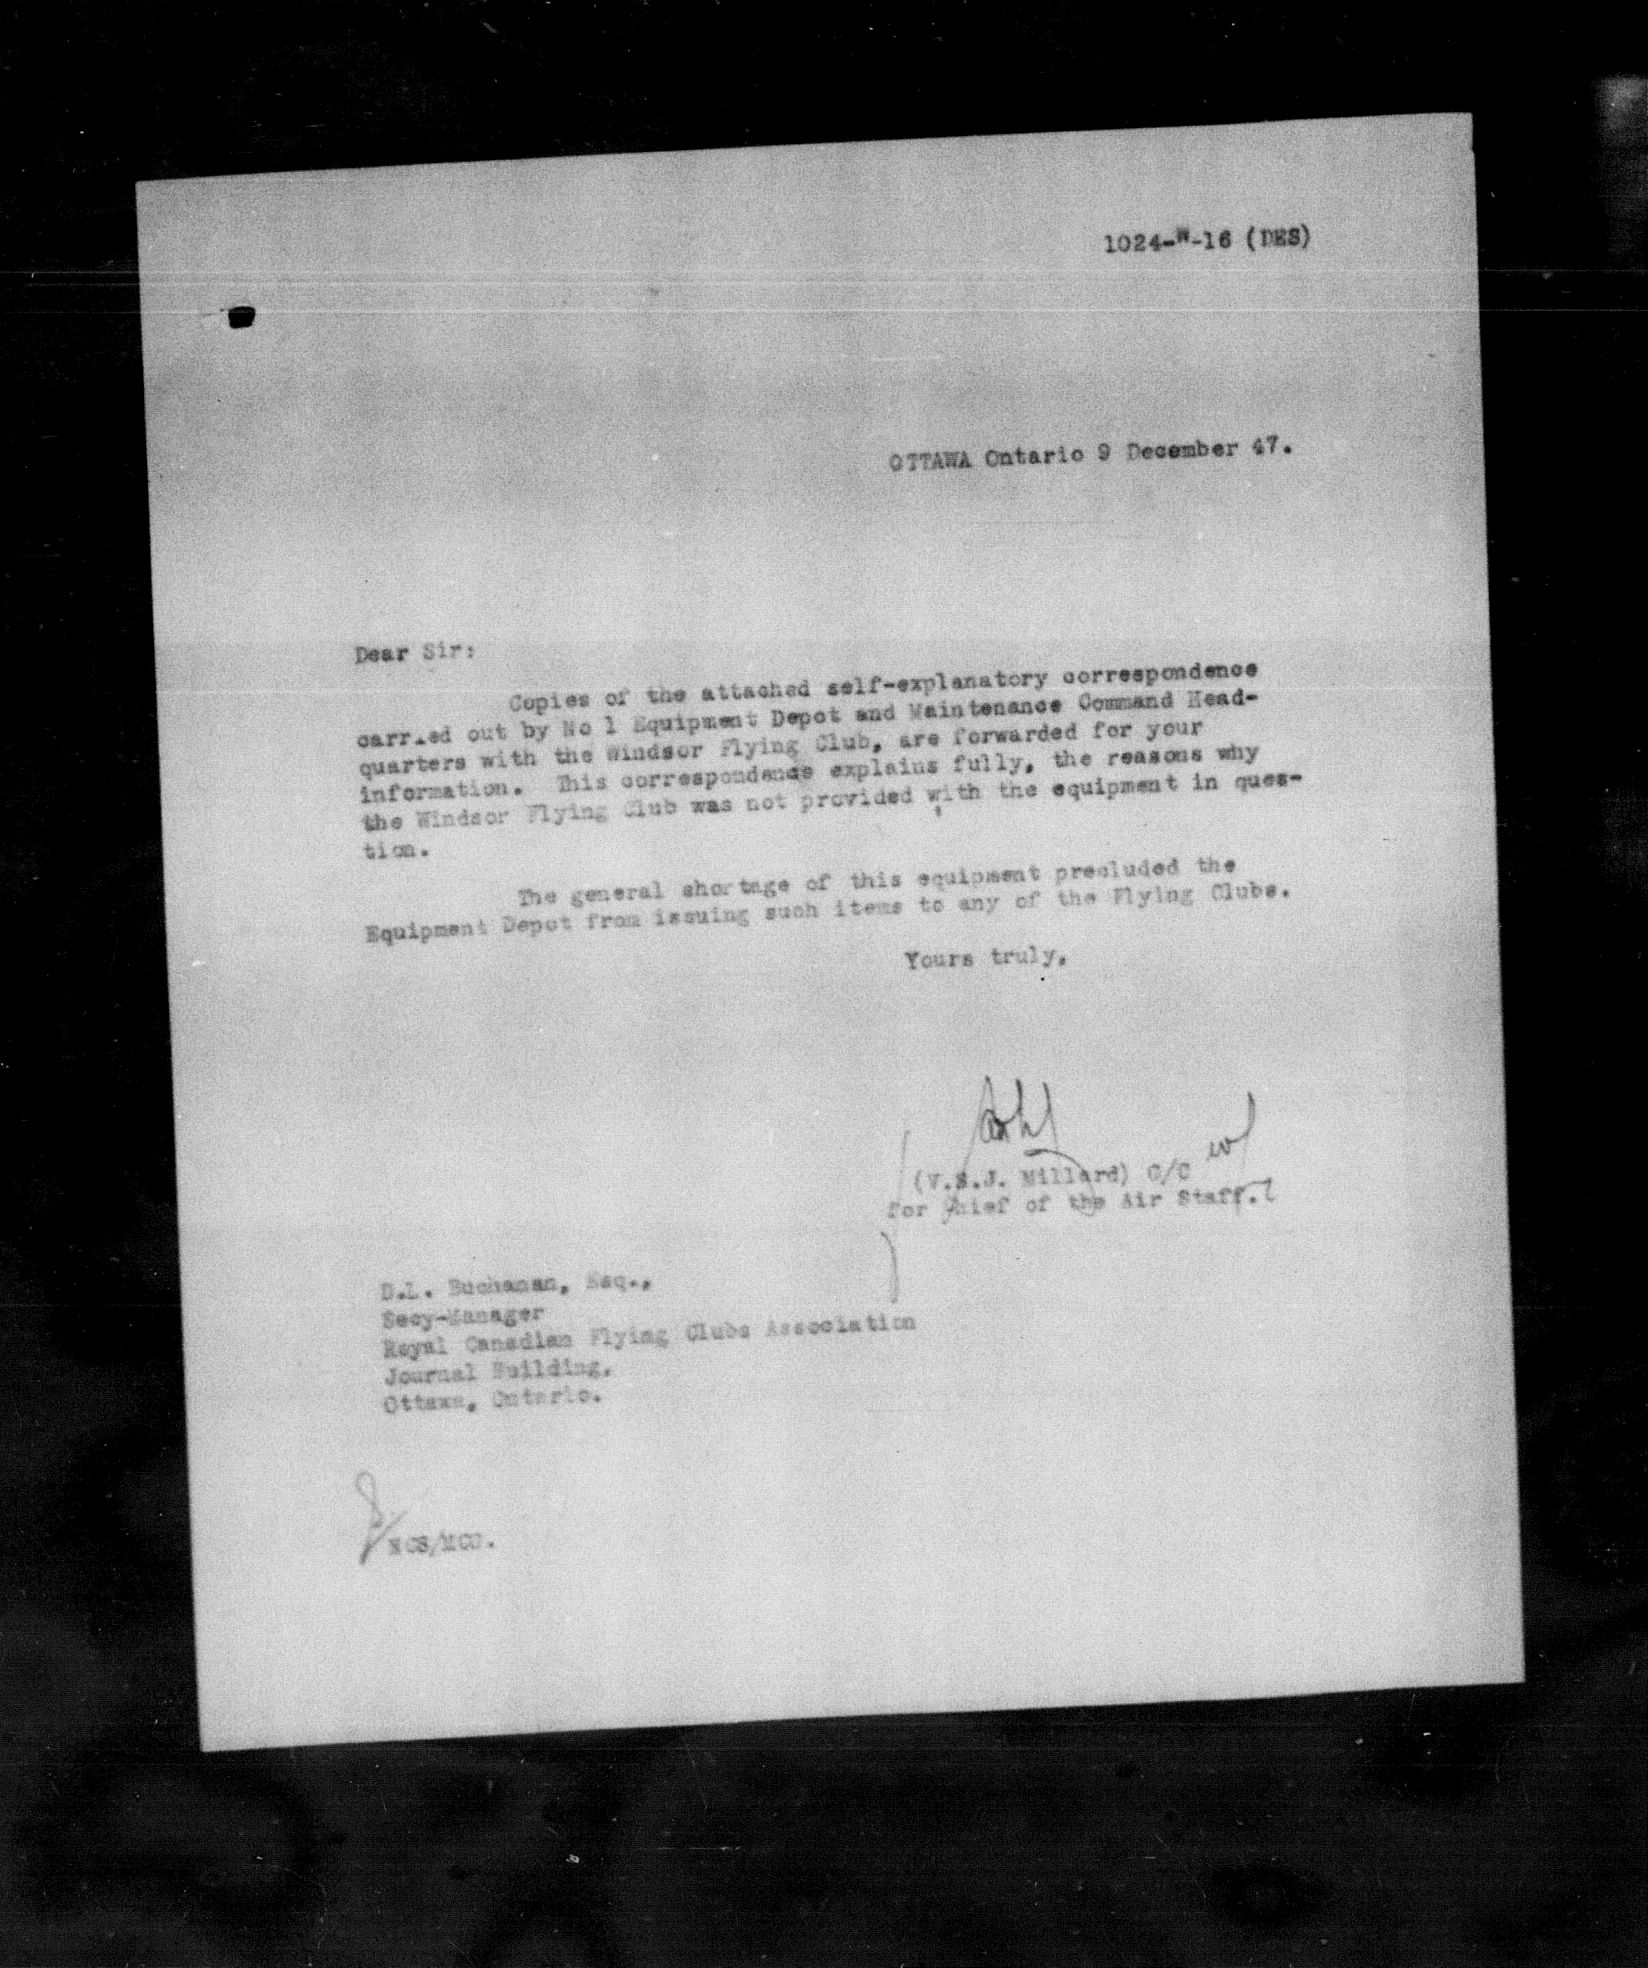 1024-W-16 (DES)
OTTAWA Ontario 9 December 47.
Dear Sir:
Copies of the attached self-explanatory correspondence
carried out by No 1 Equipment Depot and Maintenance Command Head-
quarters with the Windsor Flying Club, are forwarded for your
information. This correspondence explains fully, the reasons why
the Windsor Flying Club was not provided with the equipment in ques-
tion.
The general shortage of this equipment precluded the
Equipment Depot from issuing such items to any of the Flying Clubs.
Yours truly,
(V.S.J. Millard) G/C
for Chief of the Air Staff.
D.L. Buchanan, Esq.,
Secy-Manager
Royal Canadian Flying Clubs Association
Journal Building,
Ottawa, Ontario.